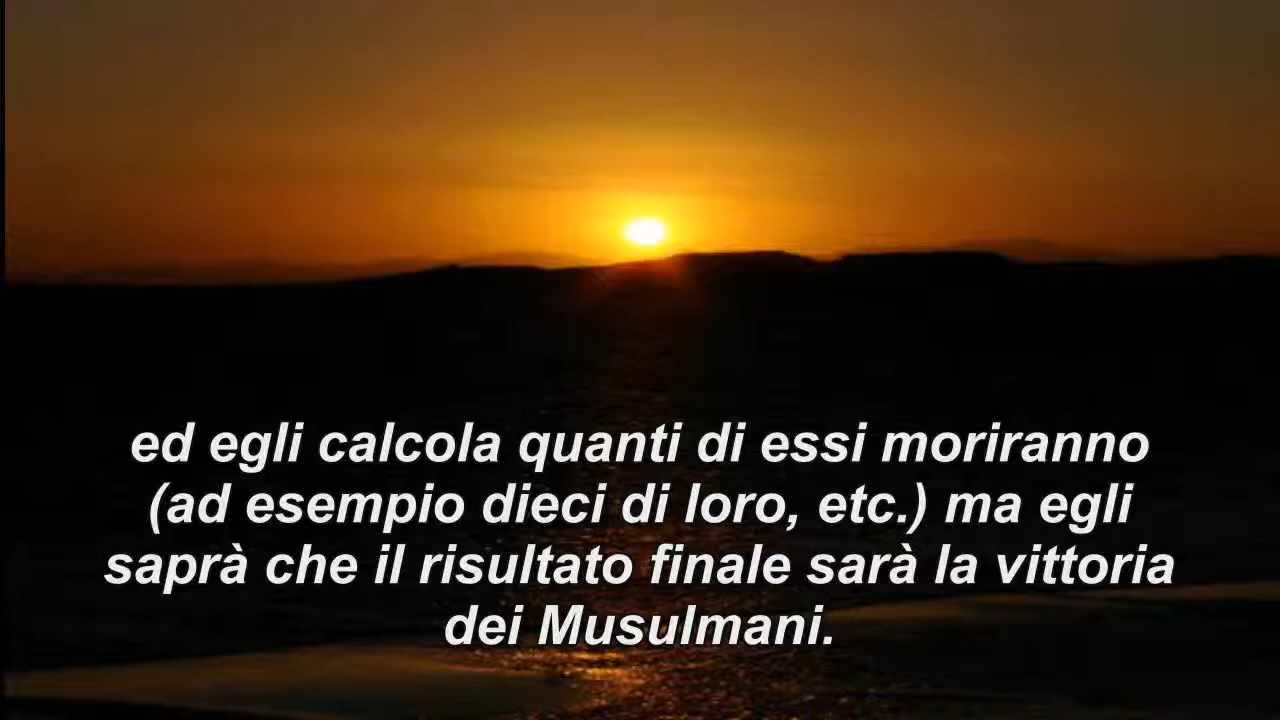 ed egli calcola quanti di essi moriranno
(ad esempio dieci di loro, etc.) ma egli
saprà che il risultato finale sarà la vittoria
dei Musulmani.